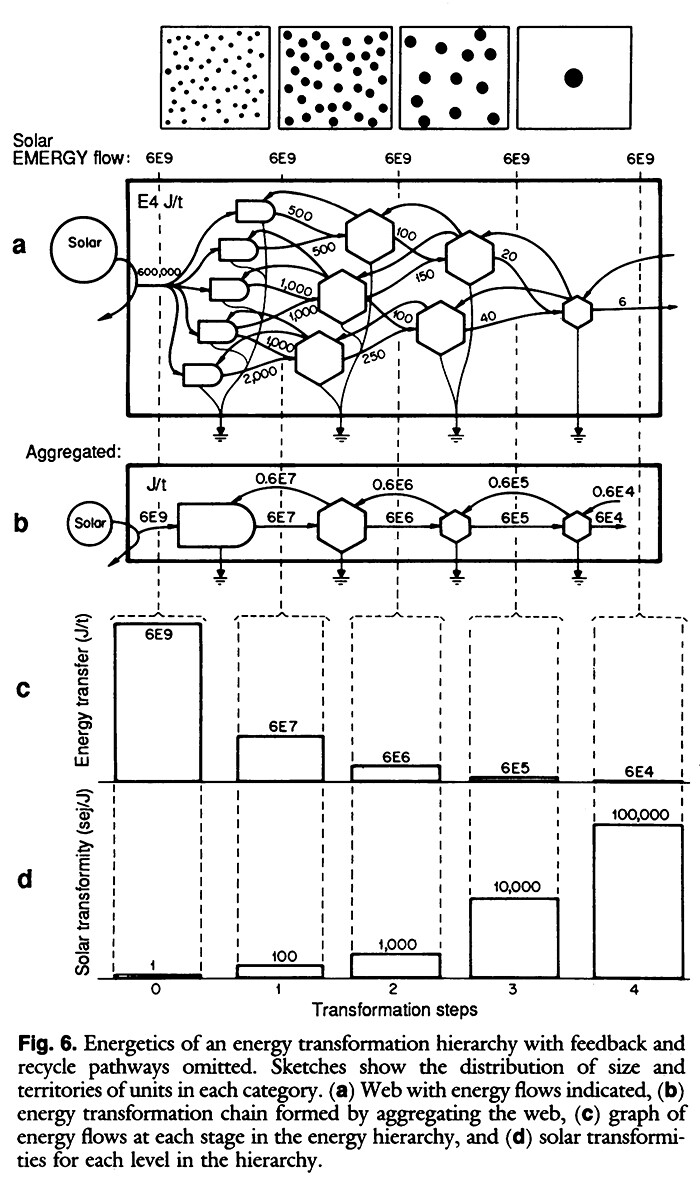 Solar
EMERGY flow: 6E9 6E9 6E9 6E9 6E9
E4 J/t
a
Solar
600,000
500
500
1,000
1,000
1,000
2,000
100
150
100
250
20
40
6
Aggregated:
b
J/t
Solar
6E9
0.6E7
6E7
0.6E6
6E6
0.6E5
6E5
0.6E4
6E4
c
Energy transfer (J/t)
6E9
6E7
6E6
6E5
6E4
d
Solar transformity (sej/J)
1
100
1,000
10,000
100,000
0 1 2 3 4
Transformation steps
Fig. 6. Energetics of an energy transformation hierarchy with feedback and
recycle pathways omitted. Sketches show the distribution of size and
territories of units in each category. (a) Web with energy flows indicated, (b)
energy transformation chain formed by aggregating the web, (c) graph of
energy flows at each stage in the energy hierarchy, and (d) solar transformi-
ties for each level in the hierarchy.